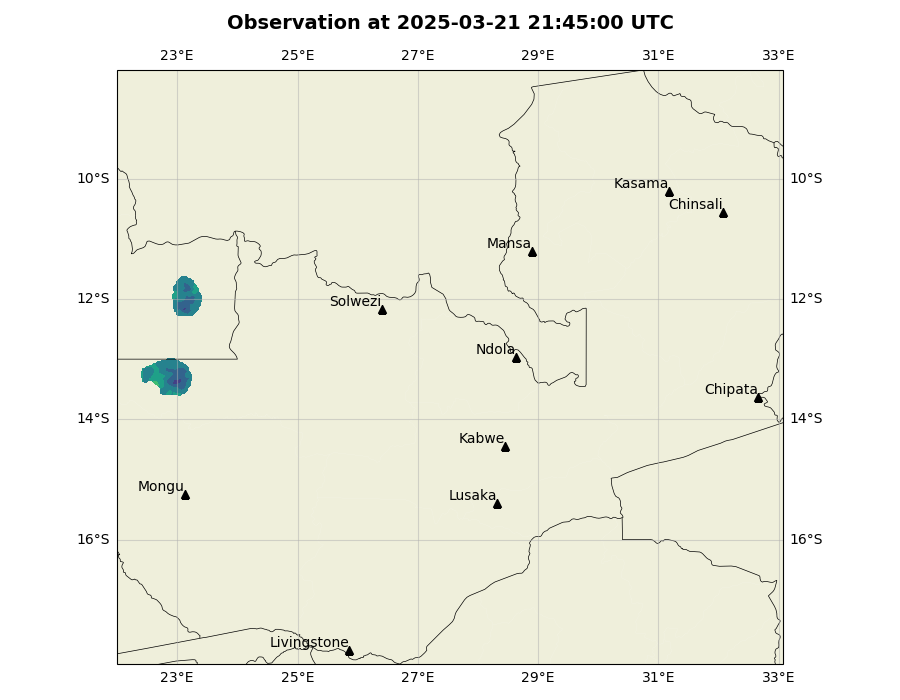 Observation at 2025-03-21 21:45:00 UTC
23°E 25°E 27°E 29°E 31°E 33°E
10°S 10°S
Kasama
Chinsali
Mansa
12°S 12°S
Solwezi
Ndola
Chipata
14°S 14°S
Kabwe
Mongu
Lusaka
16°S 16°S
Livingstone
23°E 25°E 27°E 29°E 31°E 33°E